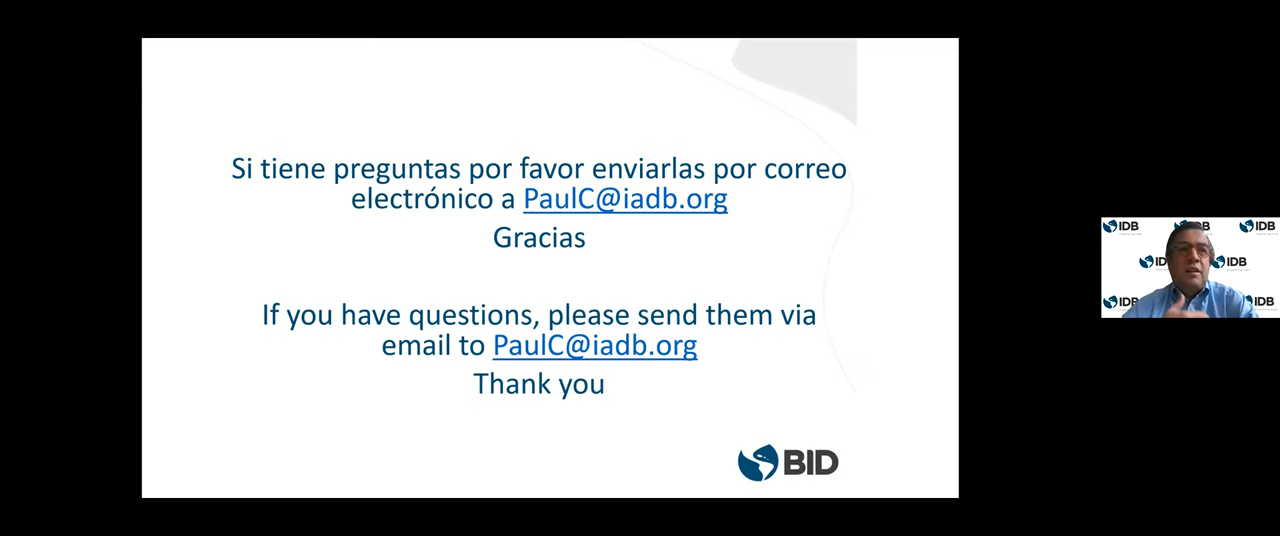 Si tiene preguntas por favor enviarlas por correo
electrónico a PaulC@iadb.org
Gracias
If you have questions, please send them via
email to PaulC@iadb.org
Thank you
BID
IDB
IDB
IDB
IDB
IDB
IDB